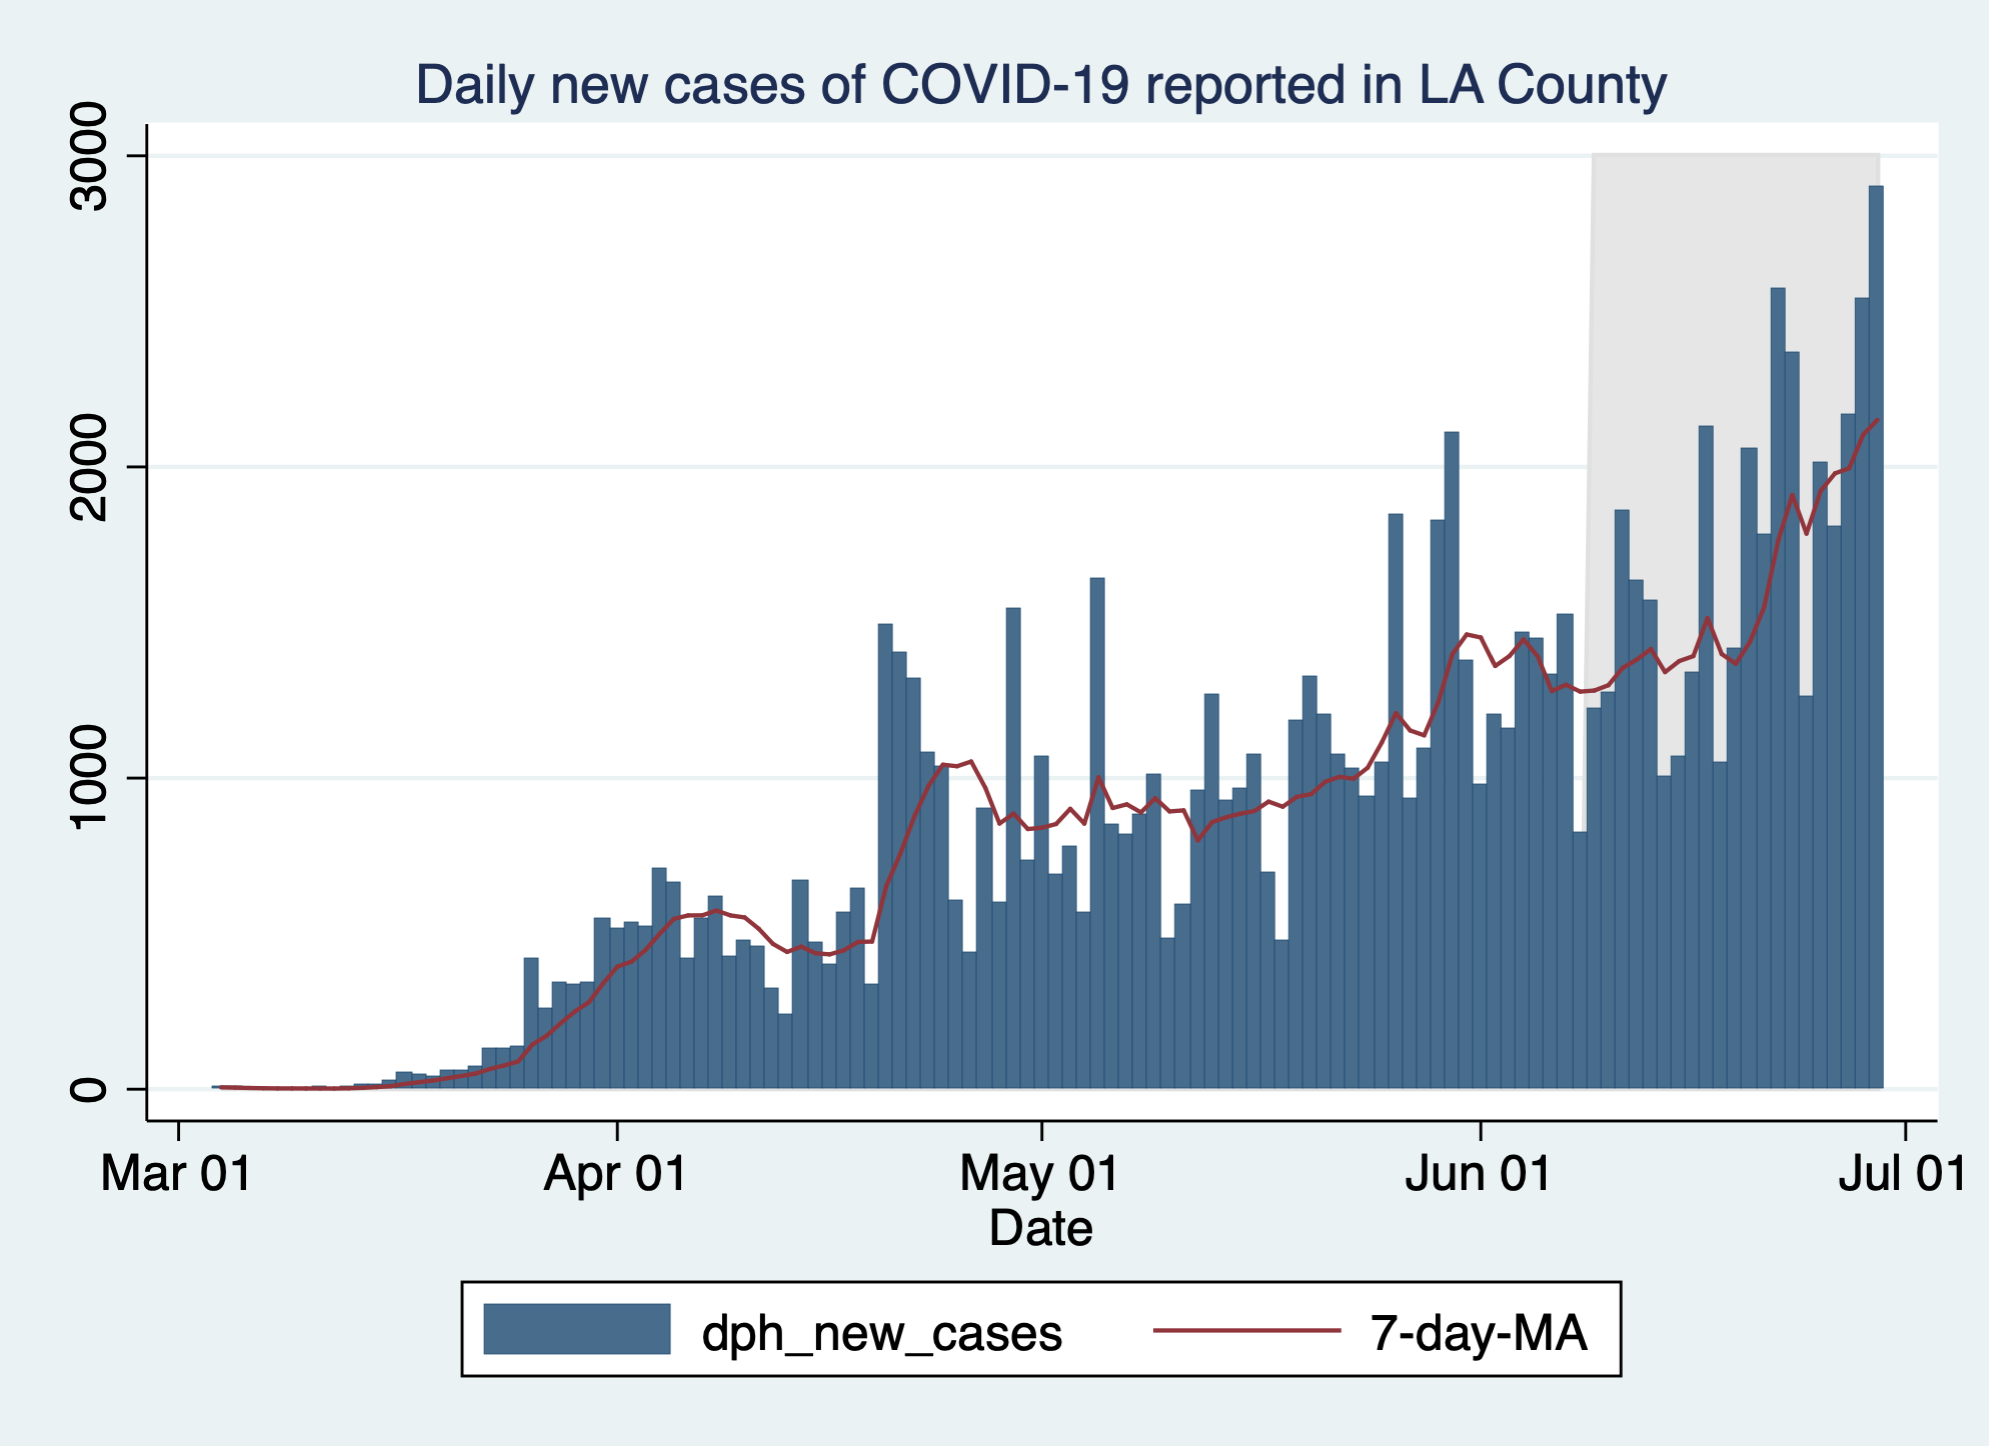 Daily new cases of COVID-19 reported in LA County
3000
2000
1000
0
Mar 01 Apr 01 May 01 Jun 01 Jul 01
Date
dph_new_cases 7-day-MA